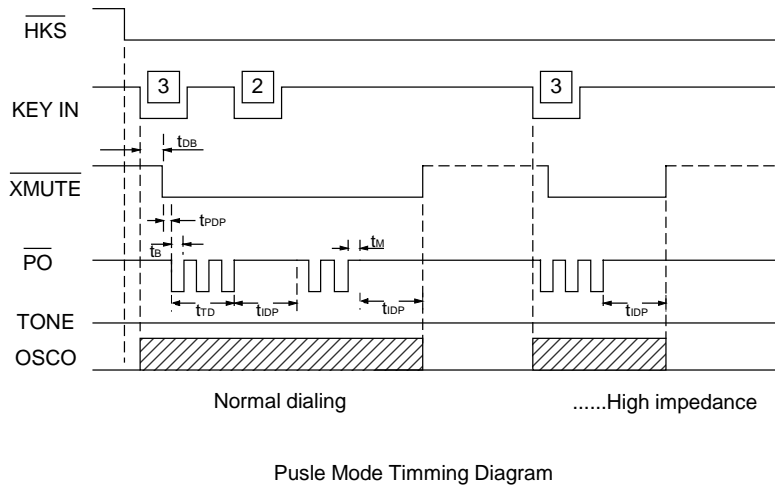 HKS
3 2 3
KEY IN
tDB
XMUTE
tPDP
tB tM
PO
tTD tIDP tIDP tIDP
TONE
OSCO
Normal dialing ......High impedance
Pusle Mode Timming Diagram